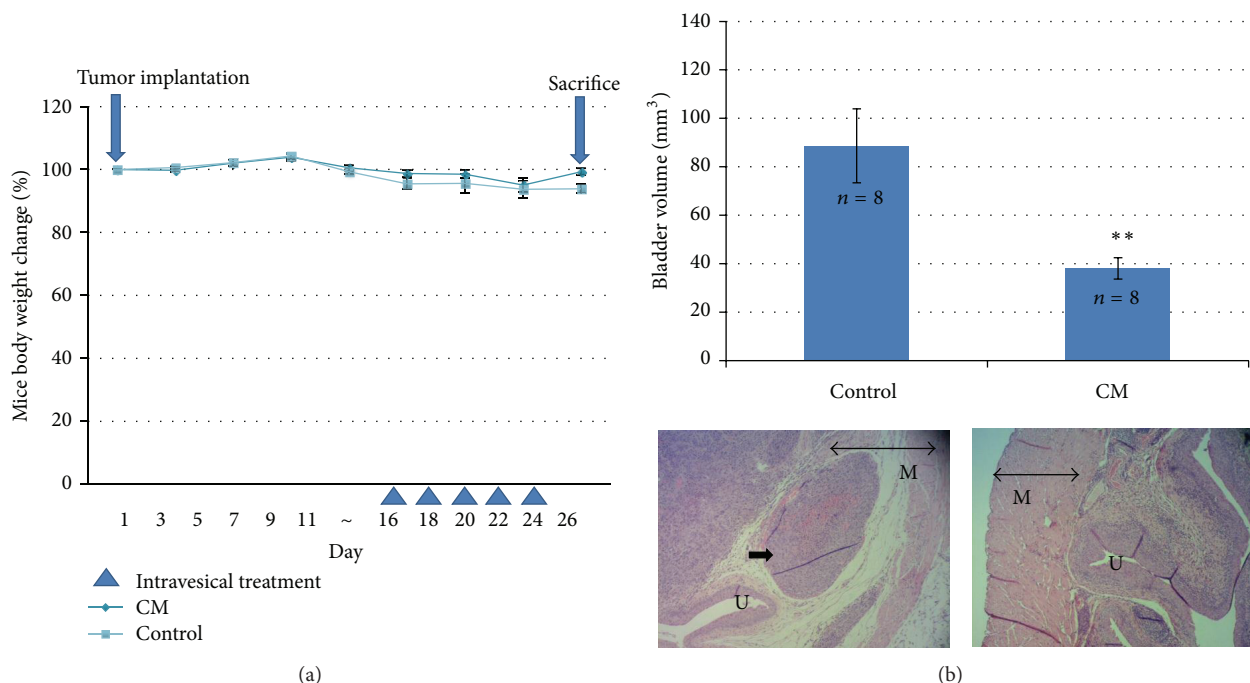 Tumor implantation
Sacrifice
Mice body weight change (%)
120
100
80
60
40
20
0
1 3 5 7 9 11 ~ 16 18 20 22 24 26
Day
Intravesical treatment
CM
Control
(a)
Bladder volume (mm³)
140
120
100
80
60
40
20
0
n = 8
**
n = 8
Control CM
M
U
M
U
(b)